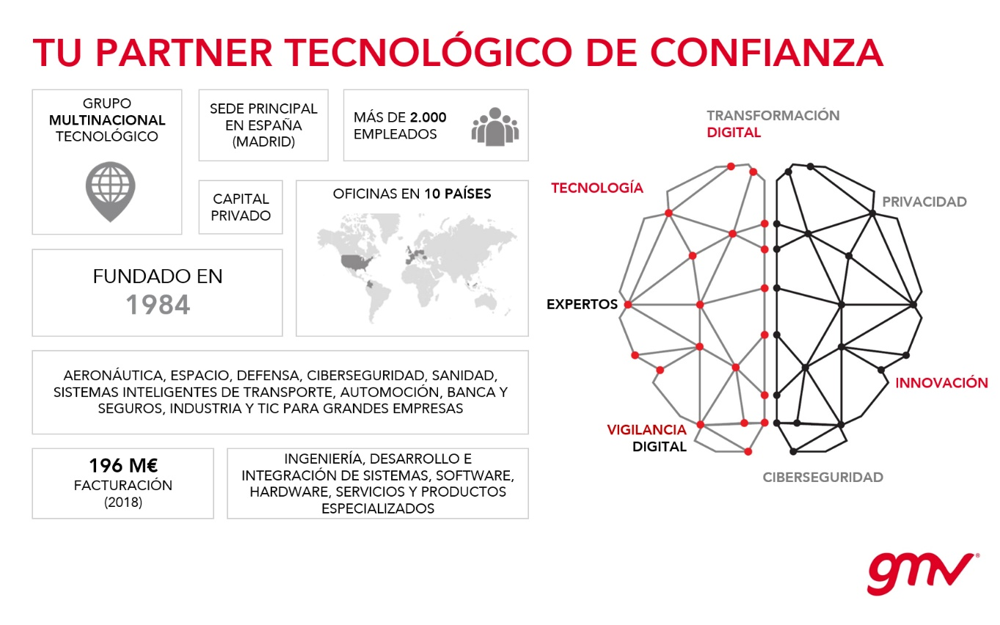 TU PARTNER TECNOLÓGICO DE CONFIANZA
GRUPO
MULTINACIONAL
TECNOLÓGICO
SEDE PRINCIPAL
EN ESPAÑA
(MADRID)
MÁS DE 2.000
EMPLEADOS
CAPITAL
PRIVADO
OFICINAS EN 10 PAÍSES
FUNDADO EN
1984
AERONÁUTICA, ESPACIO, DEFENSA, CIBERSEGURIDAD, SANIDAD,
SISTEMAS INTELIGENTES DE TRANSPORTE, AUTOMOCIÓN, BANCA Y
SEGUROS, INDUSTRIA Y TIC PARA GRANDES EMPRESAS
196 M€
FACTURACIÓN
(2018)
INGENIERÍA, DESARROLLO E
INTEGRACIÓN DE SISTEMAS, SOFTWARE,
HARDWARE, SERVICIOS Y PRODUCTOS
ESPECIALIZADOS
TRANSFORMACIÓN
DIGITAL
TECNOLOGÍA
PRIVACIDAD
EXPERTOS
INNOVACIÓN
VIGILANCIA
DIGITAL
CIBERSEGURIDAD
gmv®